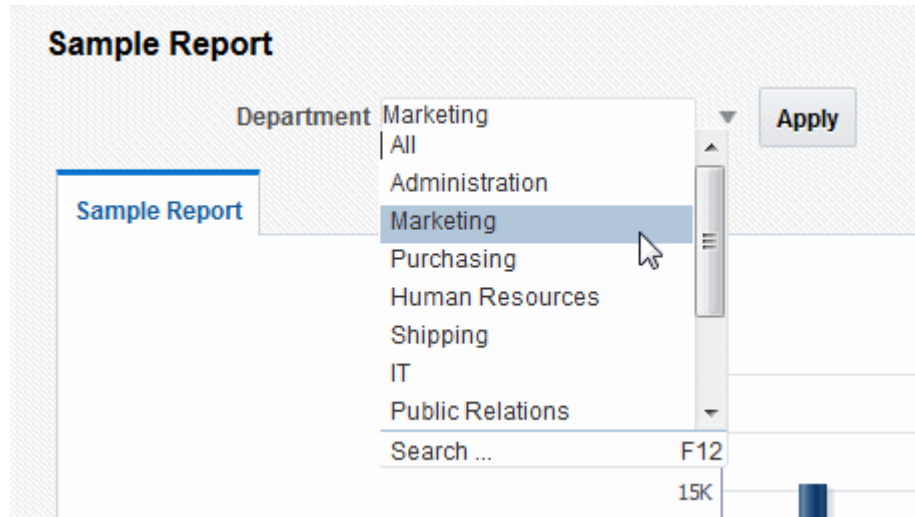 Sample Report
Department Marketing Apply
All
Administration
Sample Report
Marketing
Purchasing
Human Resources
Shipping
IT
Public Relations
Search ... F12
15K